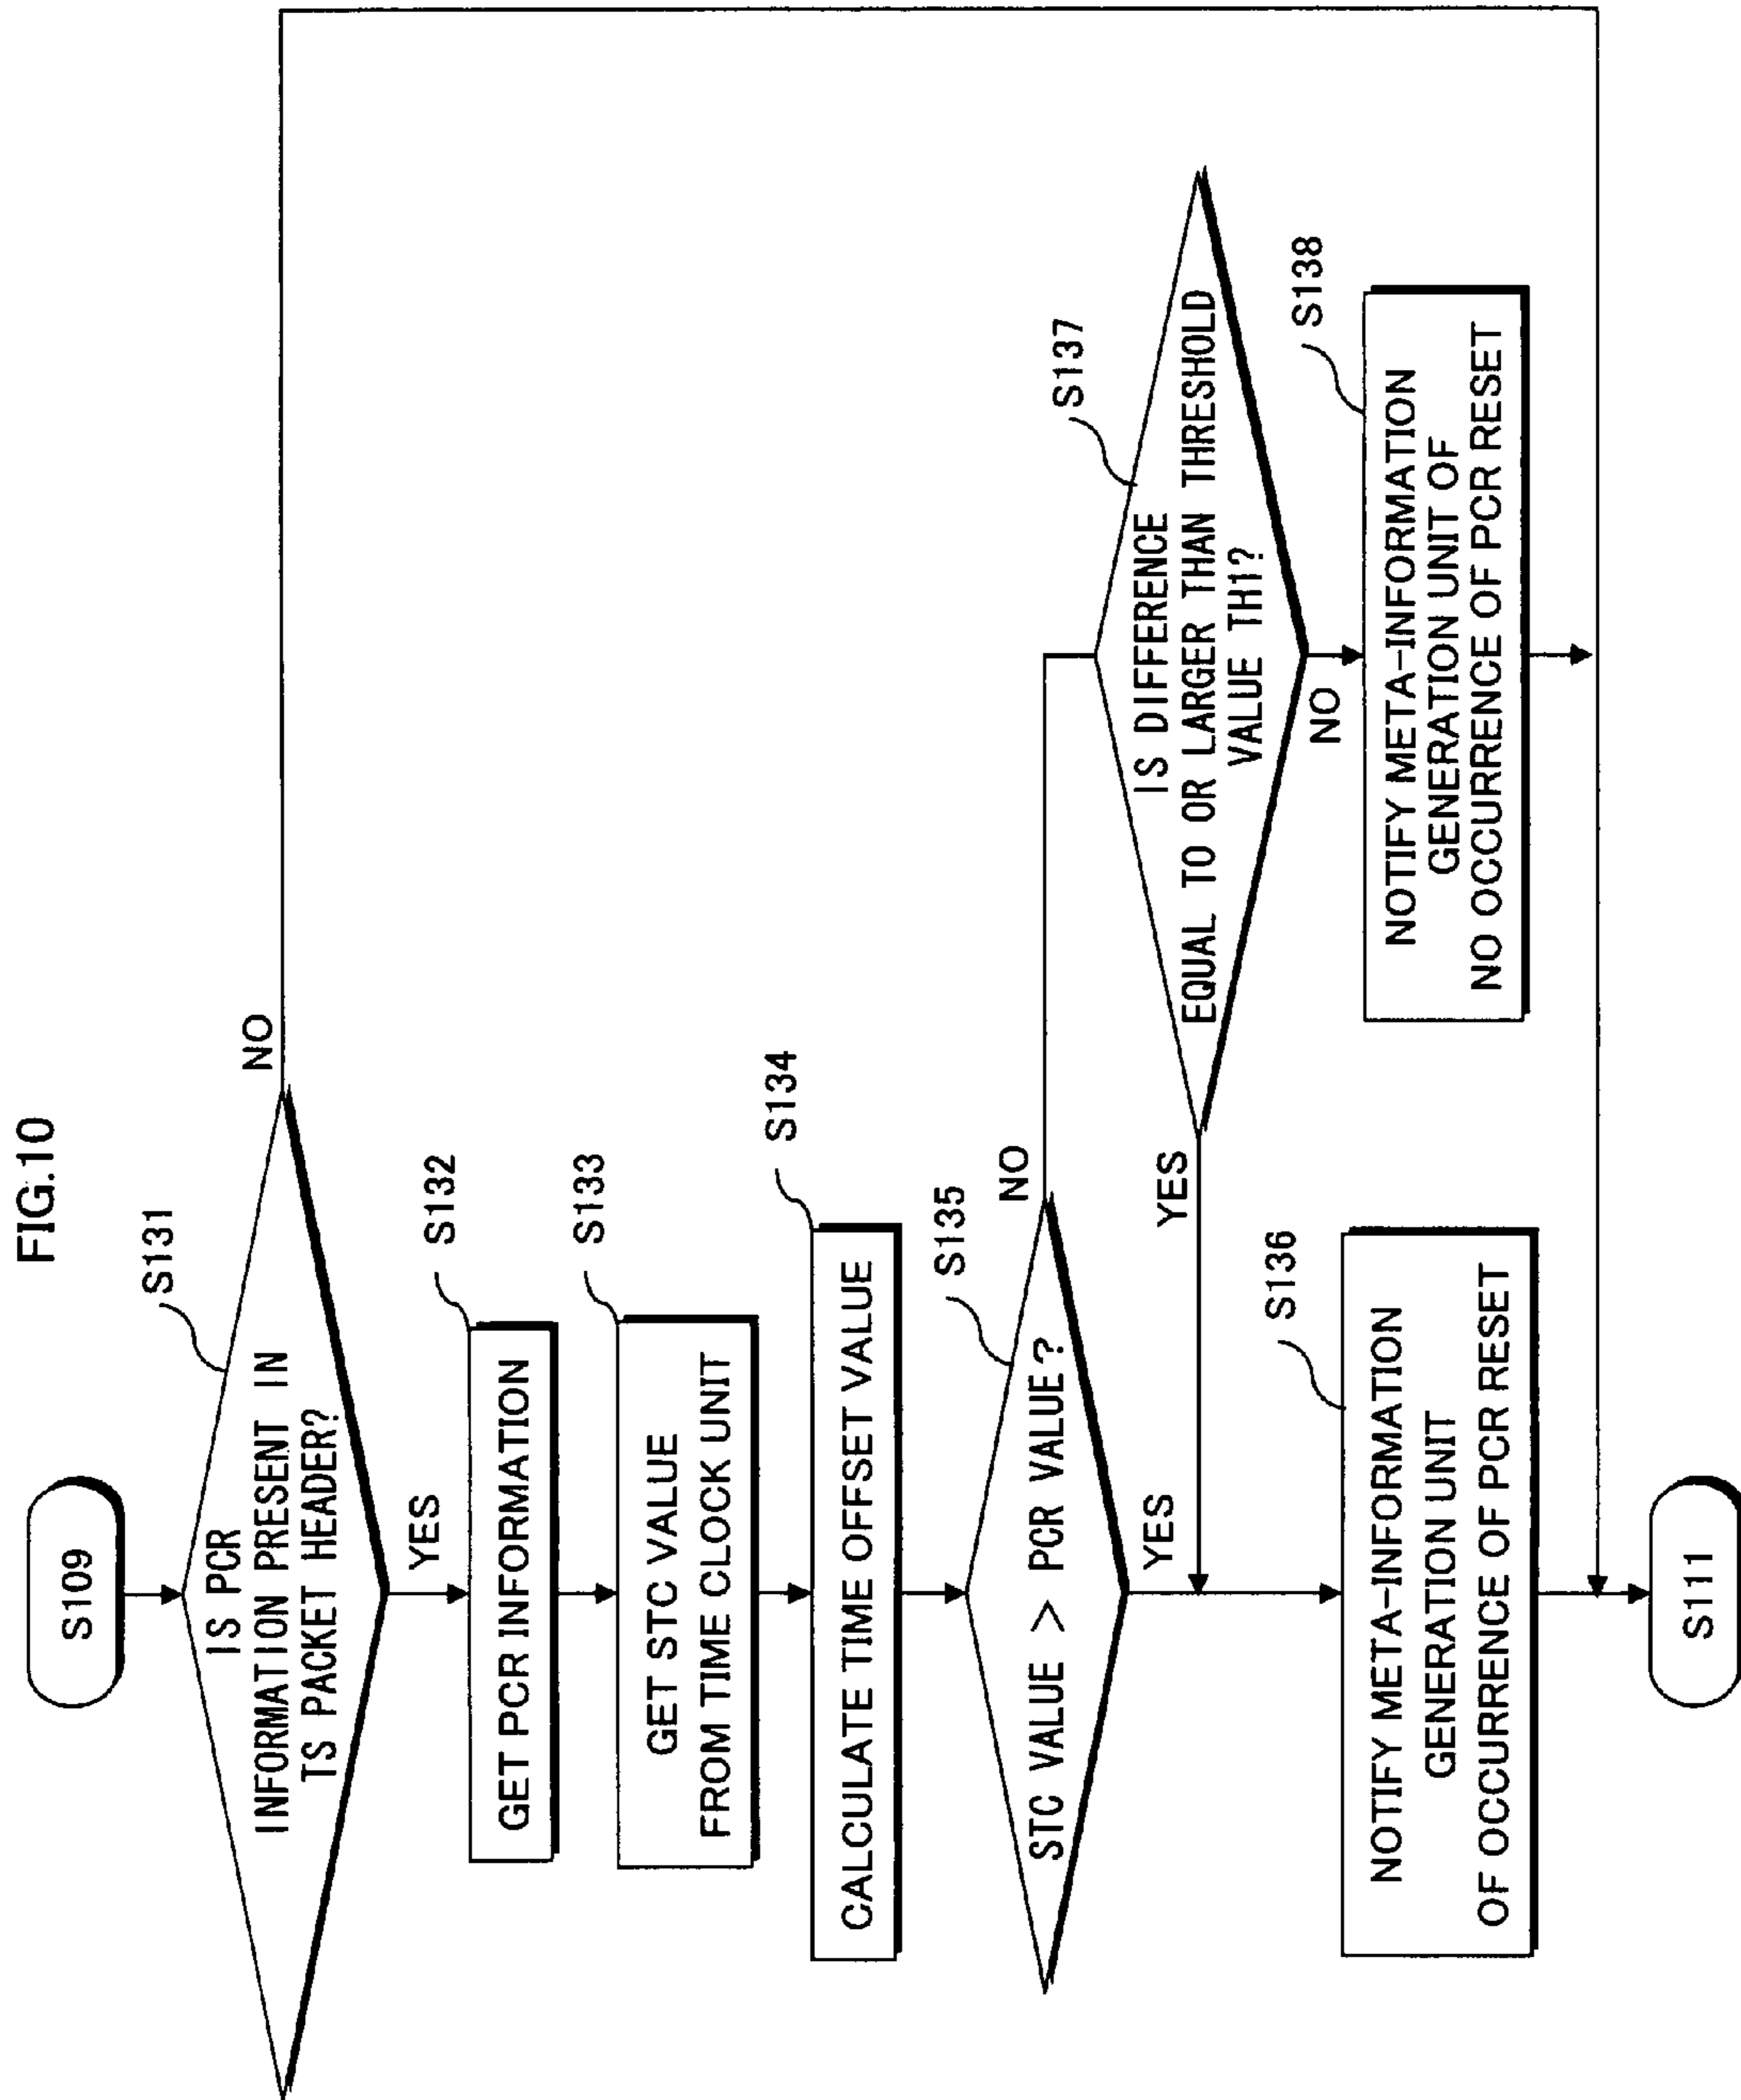 FIG.10
S109
S131
IS PCR
INFORMATION PRESENT IN
TS PACKET HEADER?
NO
YES
S132
GET PCR INFORMATION
S133
GET STC VALUE
FROM TIME CLOCK UNIT
S134
CALCULATE TIME OFFSET VALUE
S135
STC VALUE > PCR VALUE?
NO
YES
S137
IS DIFFERENCE
EQUAL TO OR LARGER THAN THRESHOLD
VALUE TH1?
YES
NO
S136
NOTIFY META-INFORMATION
GENERATION UNIT
OF OCCURRENCE OF PCR RESET
S138
NOTIFY META-INFORMATION
GENERATION UNIT OF
NO OCCURRENCE OF PCR RESET
S111